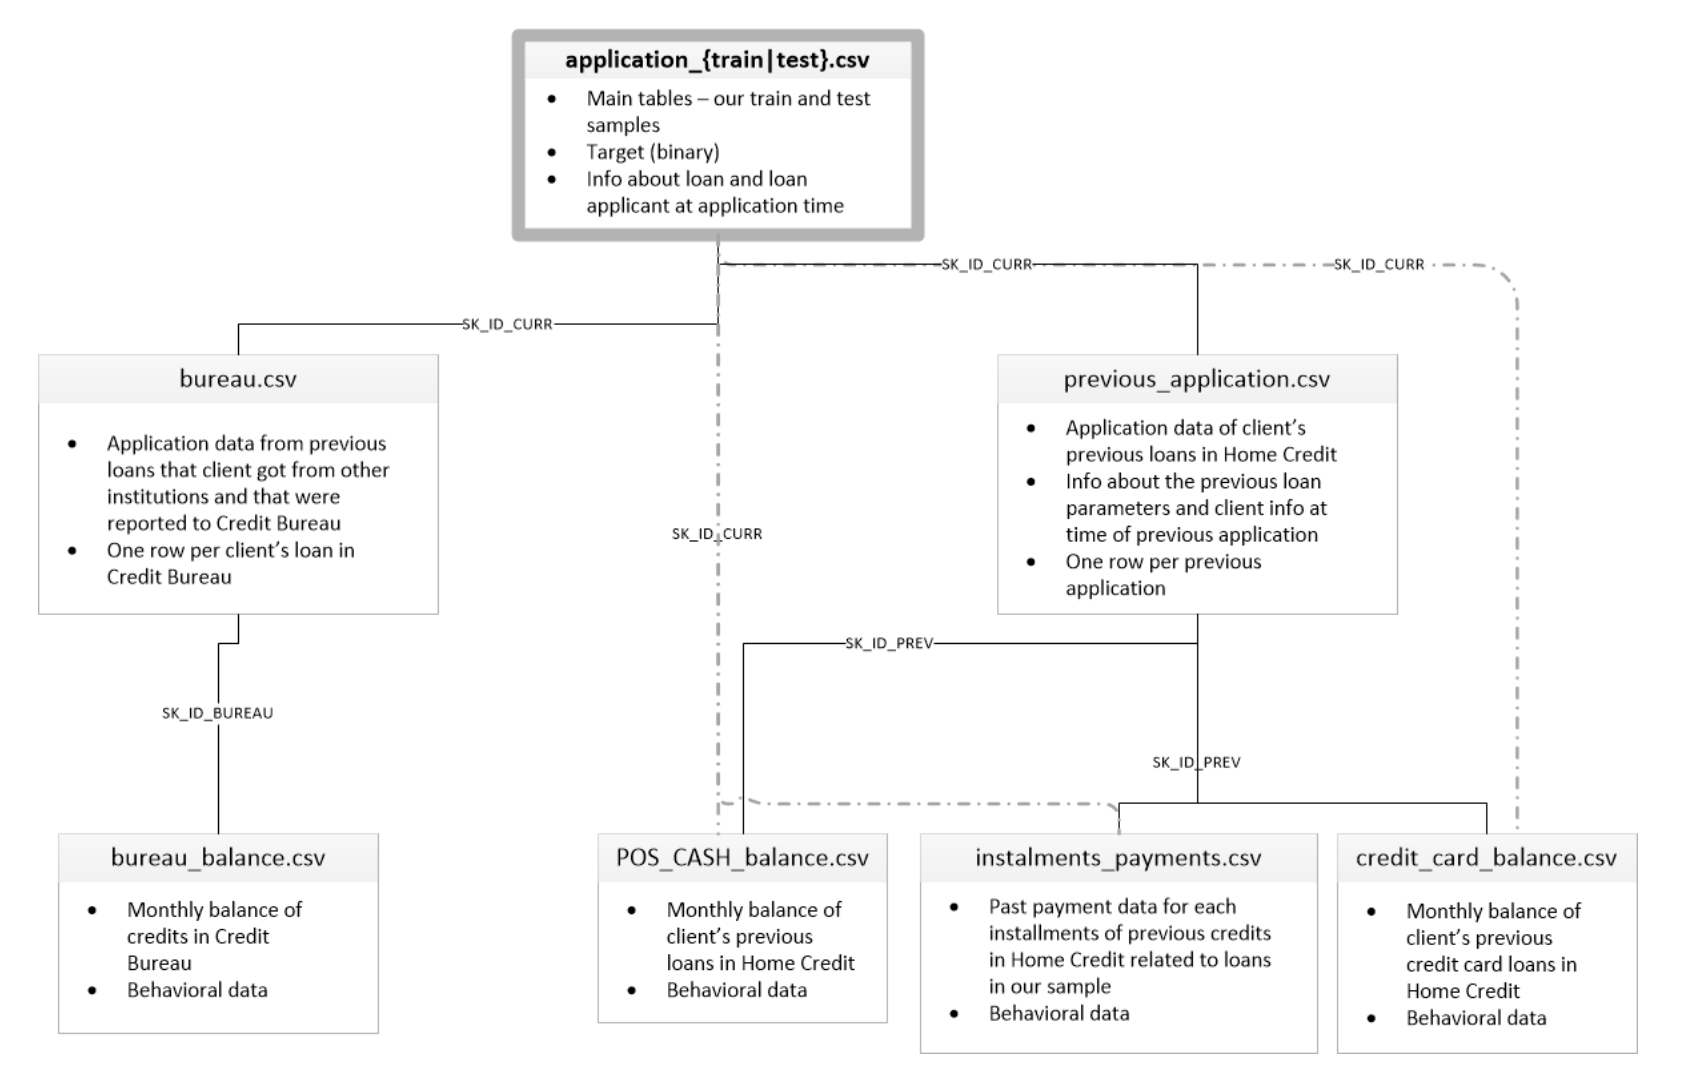 application_{train|test}.csv
• Main tables – our train and test
samples
• Target (binary)
• Info about loan and loan
applicant at application time
SK_ID_CURR
SK_ID_CURR
SK_ID_CURR
bureau.csv
• Application data from previous
loans that client got from other
institutions and that were
reported to Credit Bureau
• One row per client’s loan in
Credit Bureau
previous_application.csv
• Application data of client’s
previous loans in Home Credit
• Info about the previous loan
parameters and client info at
time of previous application
• One row per previous
application
SK_ID_CURR
SK_ID_PREV
SK_ID_BUREAU
SK_ID_PREV
bureau_balance.csv
• Monthly balance of
credits in Credit
Bureau
• Behavioral data
POS_CASH_balance.csv
• Monthly balance of
client’s previous
loans in Home Credit
• Behavioral data
instalments_payments.csv
• Past payment data for each
installments of previous credits
in Home Credit related to loans
in our sample
• Behavioral data
credit_card_balance.csv
• Monthly balance of
client’s previous
credit card loans in
Home Credit
• Behavioral data